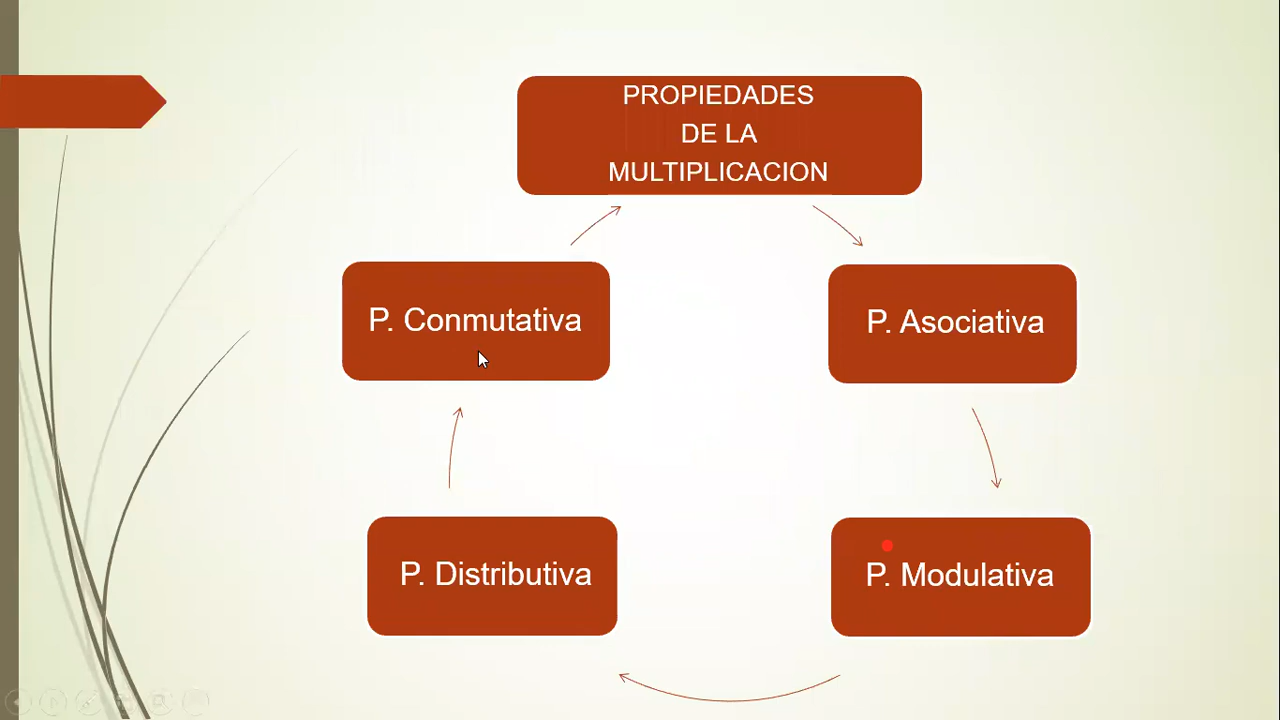 PROPIEDADES
DE LA
MULTIPLICACION
P. Conmutativa
P. Asociativa
P. Distributiva
P. Modulativa